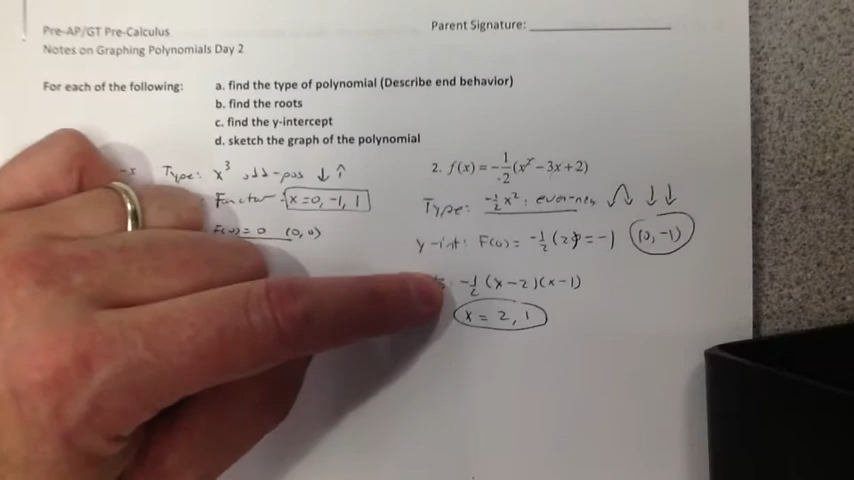 Pre-AP/GT Pre-Calculus
Parent Signature:
Notes on Graphing Polynomials Day 2
For each of the following: a. find the type of polynomial (Describe end behavior)
b. find the roots
c. find the y-intercept
d. sketch the graph of the polynomial
-x Type: x³ odd-pos ↓↑
Factor: x = 0, -1, 1
F(0) = 0 (0,0)
2. f(x) = -1/2(x² - 3x + 2)
Type: -1/2x²: even-neg ↓↓
y-int: F(0) = -1/2(2) = -1 (0,-1)
-1/2(x-2)(x-1)
x = 2, 1